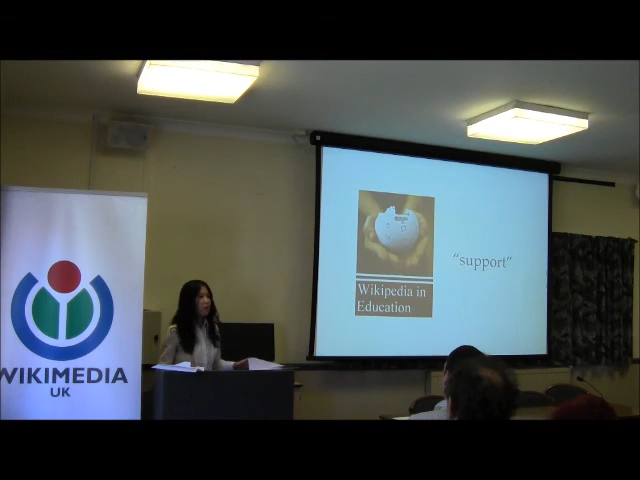 WIKIMEDIA
UK
Wikipedia in
Education
“support”